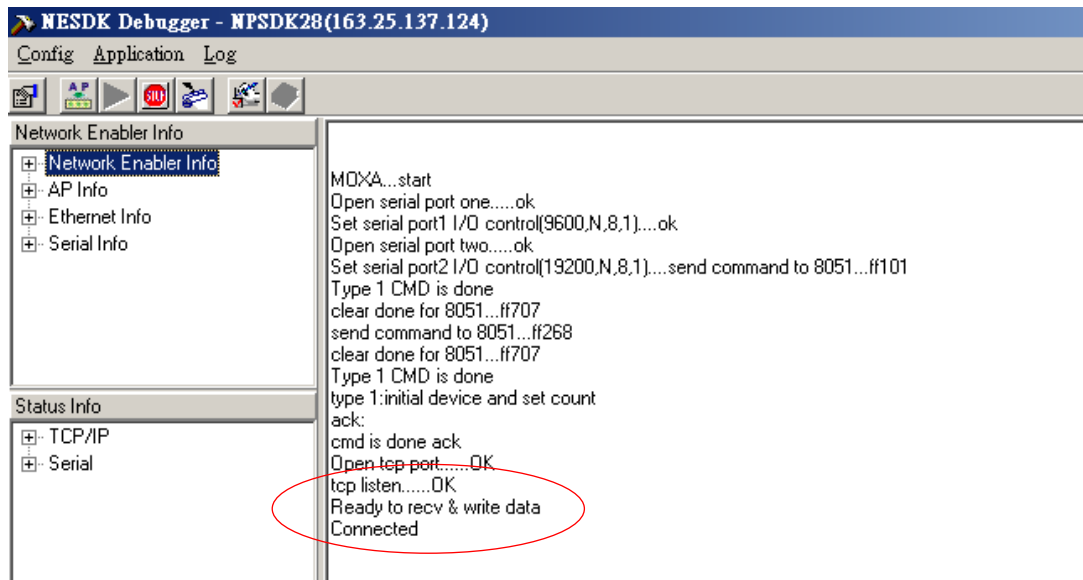 NESDK Debugger - NPSDK28(163.25.137.124)
Config Application Log
AP
STOP
Network Enabler Info
Network Enabler Info
AP Info
Ethernet Info
Serial Info
Status Info
TCP/IP
Serial
MOXA...start
Open serial port one.....ok
Set serial port1 I/O control(9600,N,8,1)....ok
Open serial port two.....ok
Set serial port2 I/O control(19200,N,8,1)....send command to 8051...ff101
Type 1 CMD is done
clear done for 8051...ff707
send command to 8051...ff268
clear done for 8051...ff707
Type 1 CMD is done
type 1:initial device and set count
ack:
cmd is done ack
Open tcp port......OK
tcp listen......OK
Ready to recv & write data
Connected